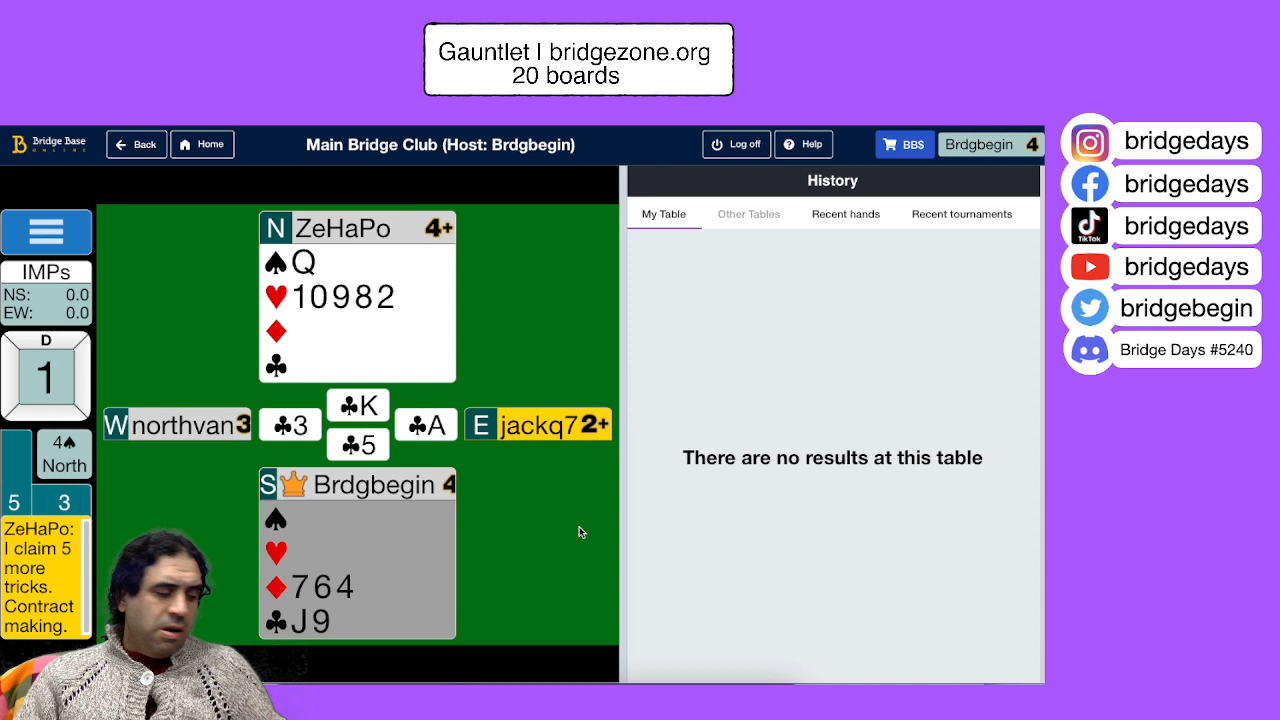 Gauntlet I bridgezone.org
20 boards
Bridge Base
ONLINE
Back
Home
Main Bridge Club (Host: Brdgbegin)
Log off
Help
BB$
Brdgbegin 4
History
My Table
Other Tables
Recent hands
Recent tournaments
There are no results at this table
IMPs
NS: 0.0
EW: 0.0
D
1
4♠
North
5
3
ZeHaPo:
I claim 5
more
tricks.
Contract
making.
N ZeHaPo 4+
♠Q
♥10982
♦
♣
♣K
W northvan 3
♣3
♣A
E jackq7 2+
♣5
S Brdgbegin 4
♠
♥
♦764
♣J9
bridgedays
bridgedays
TikTok
bridgedays
bridgedays
bridgebegin
Bridge Days #5240